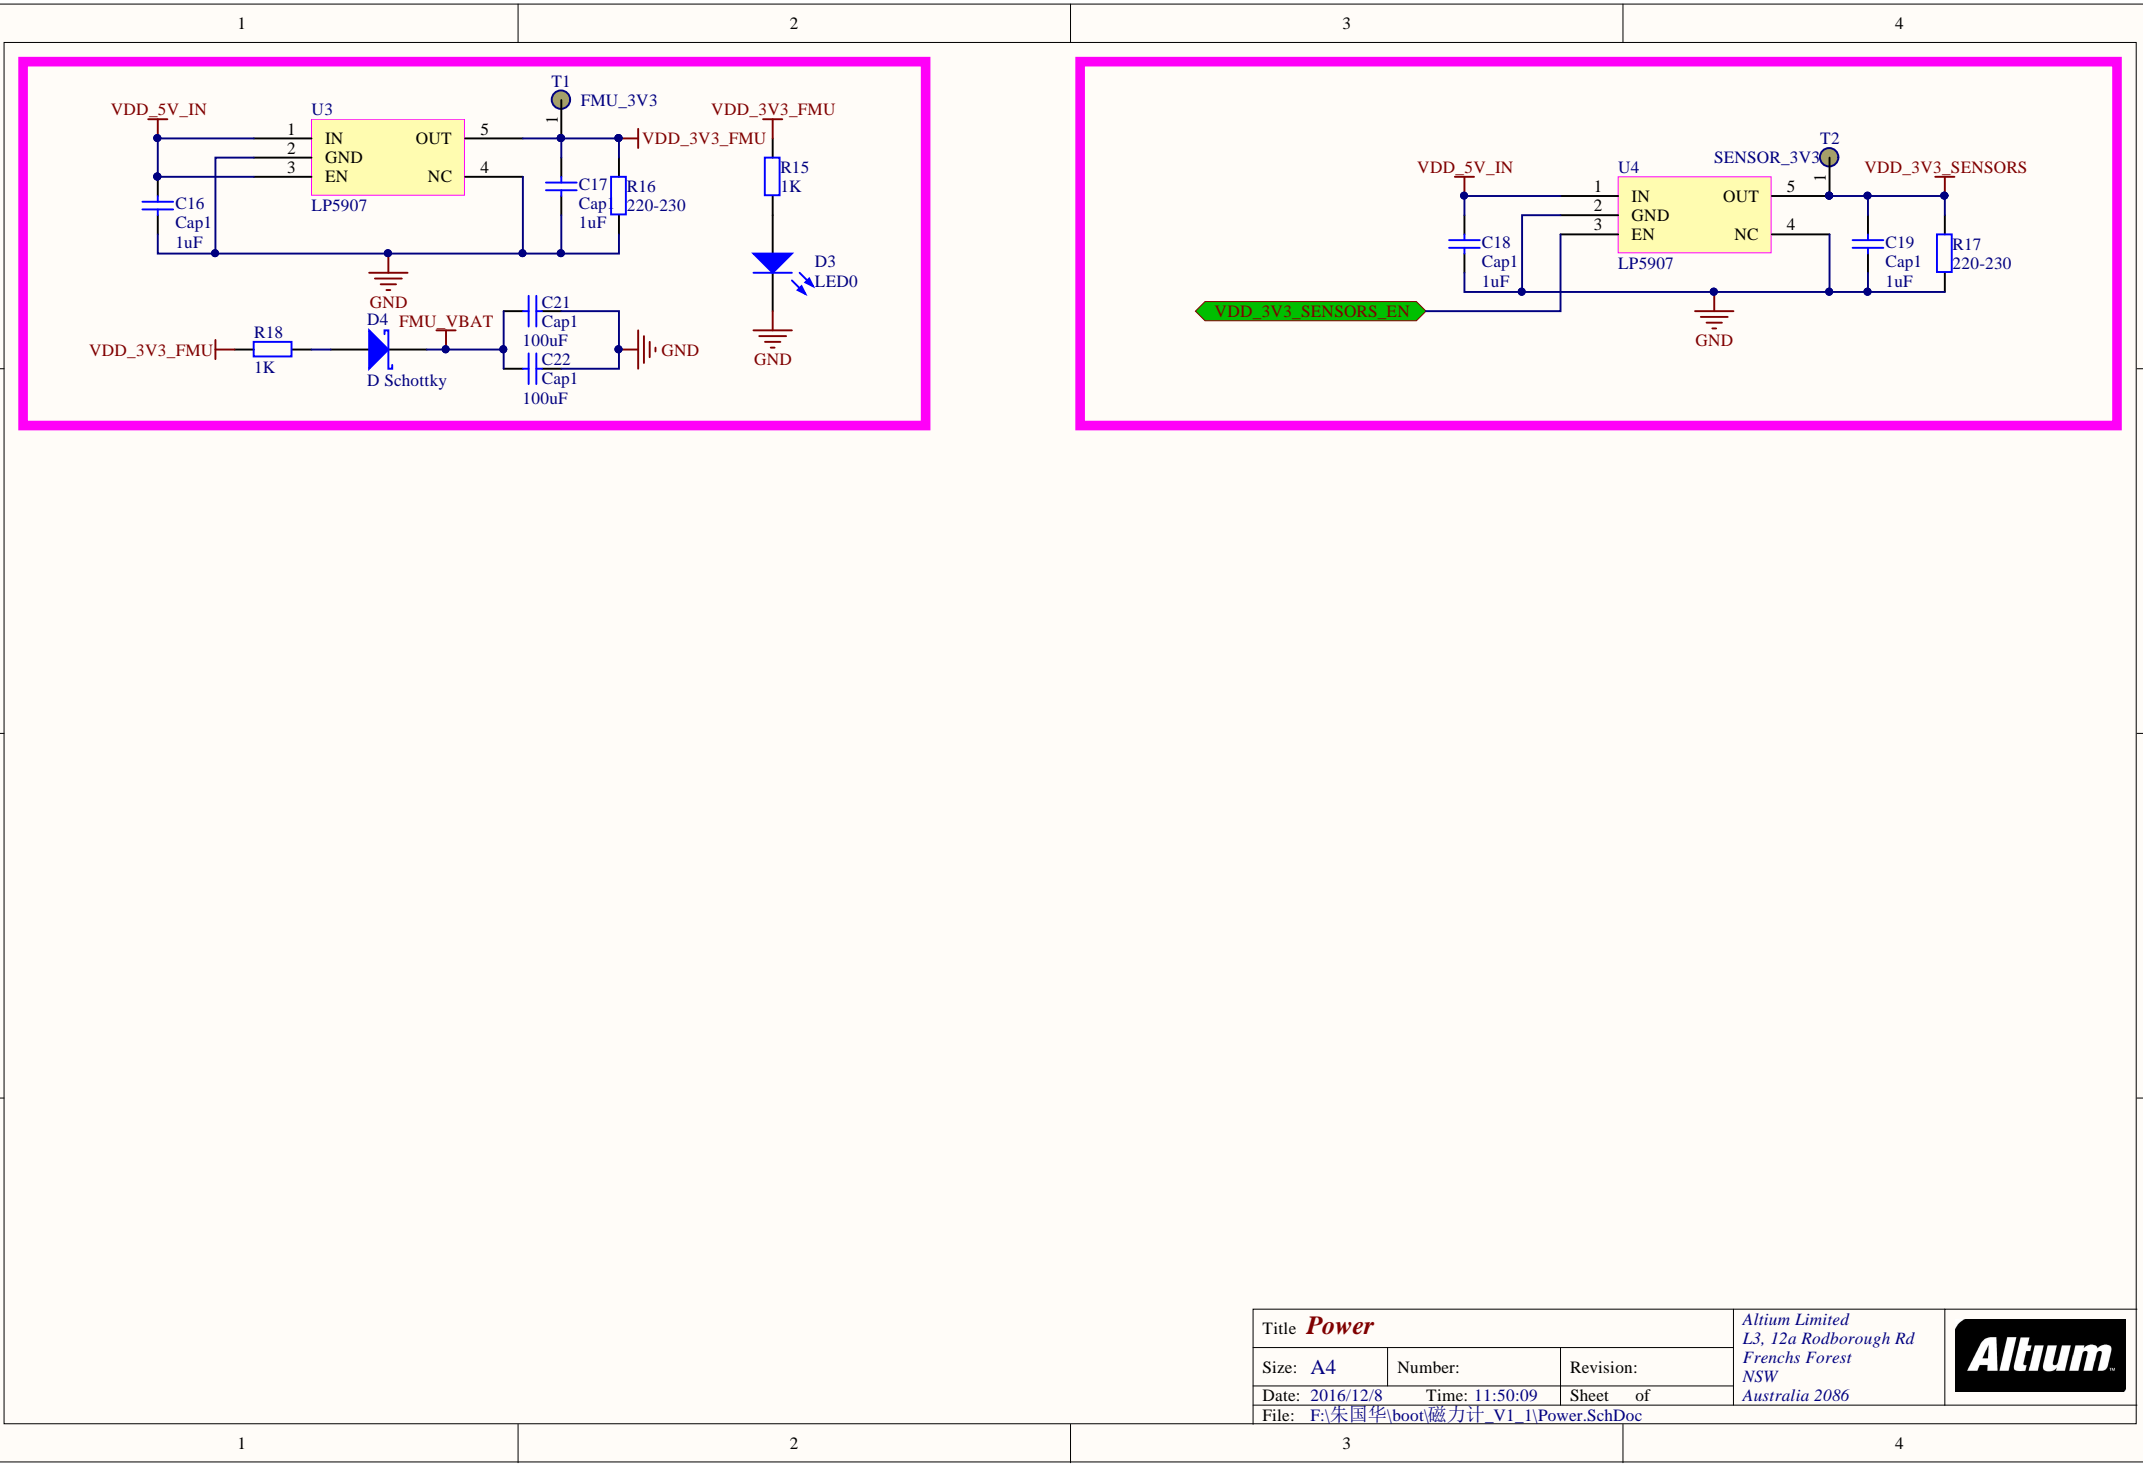 1 2 3 4
T1
FMU_3V3
VDD_5V_IN
U3
1 IN
2 GND
3 EN
OUT 5
NC 4
LP5907
VDD_3V3_FMU
C16
Cap1
1uF
C17
Cap1
1uF
R16
220-230
GND
VDD_3V3_FMU
R15
1K
D3
LED0
GND
VDD_3V3_FMU
R18
1K
D4
D Schottky
FMU_VBAT
C21
Cap1
100uF
C22
Cap1
100uF
GND
T2
SENSOR_3V3
1
VDD_5V_IN
U4
1 IN
2 GND
3 EN
OUT 5
NC 4
LP5907
VDD_3V3_SENSORS
C18
Cap1
1uF
C19
Cap1
1uF
R17
220-230
VDD_3V3_SENSORS_EN
GND
1
Title Power
Size: A4 Number: Revision:
Date: 2016/12/8 Time: 11:50:09 Sheet of
File: F:\朱国华\boot\磁力计_V1_1\Power.SchDoc
Altium Limited
L3, 12a Rodborough Rd
Frenchs Forest
NSW
Australia 2086
Altium
1 2 3 4